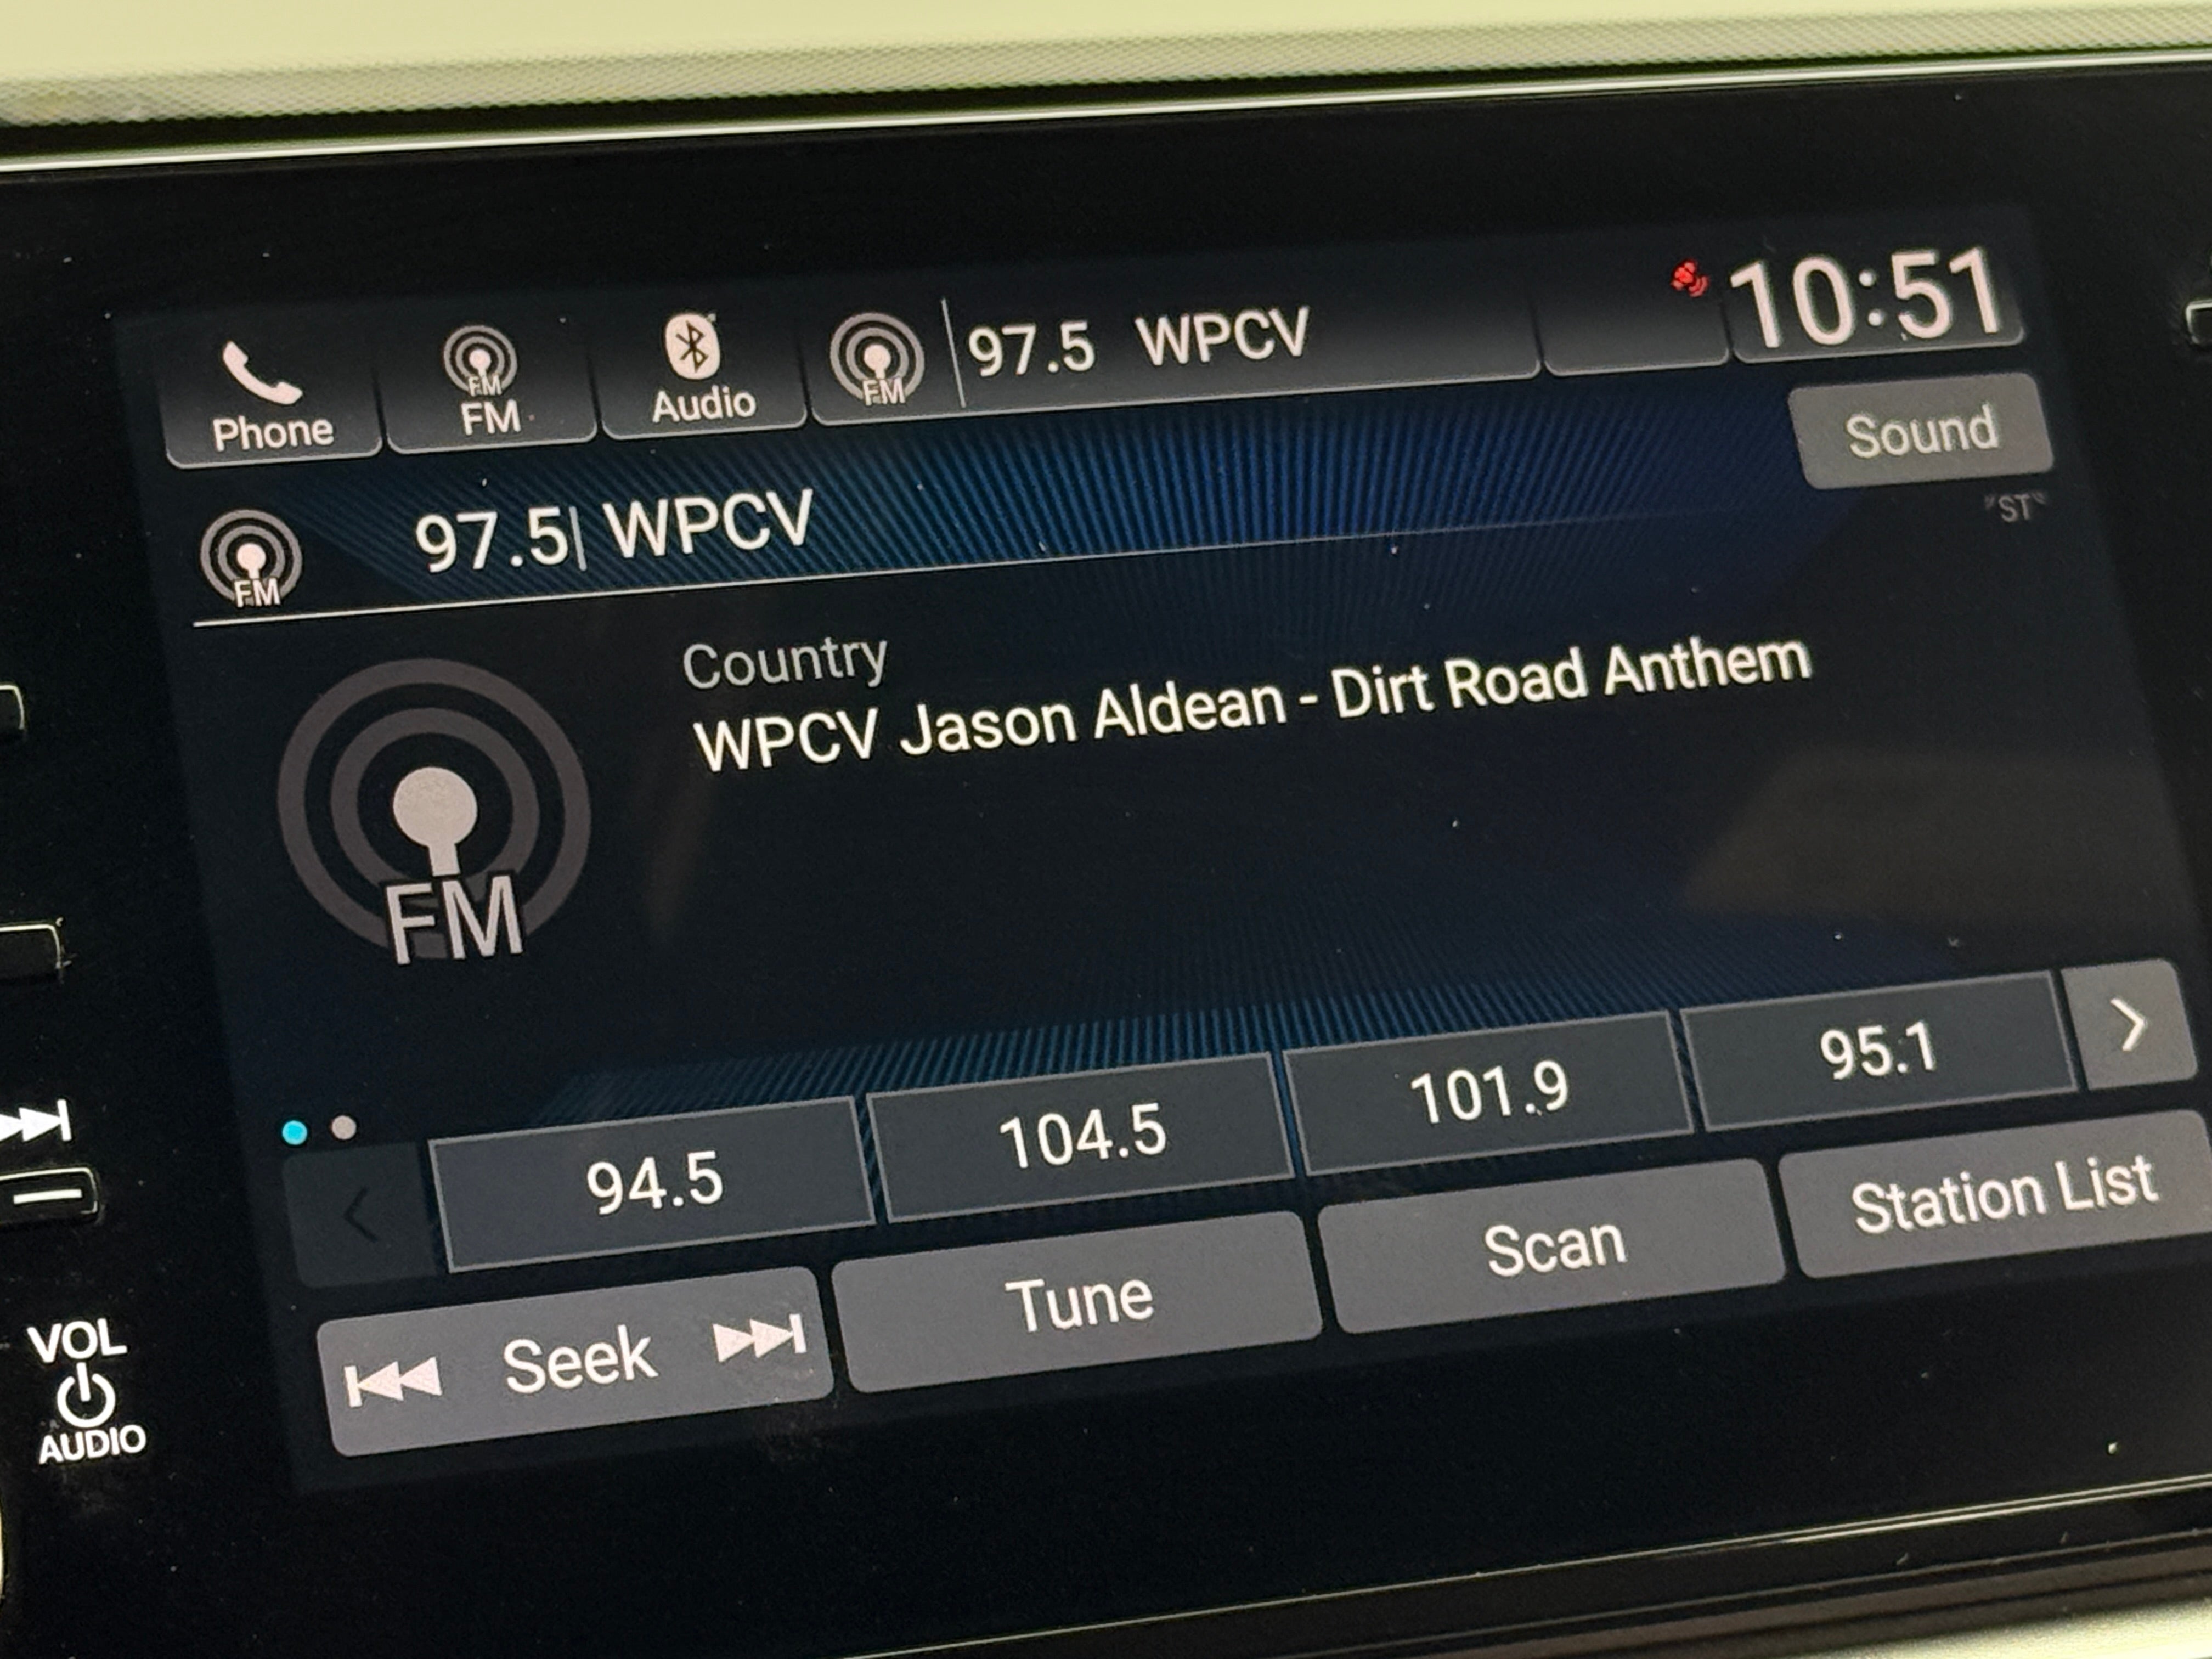 Phone
FM
FM
Audio
FM
97.5 WPCV
10:51
Sound
FM
97.5| WPCV
"ST"
Country
WPCV Jason Aldean - Dirt Road Anthem
FM
94.5
104.5
101.9
95.1
Seek
Tune
Scan
Station List
VOL
AUDIO